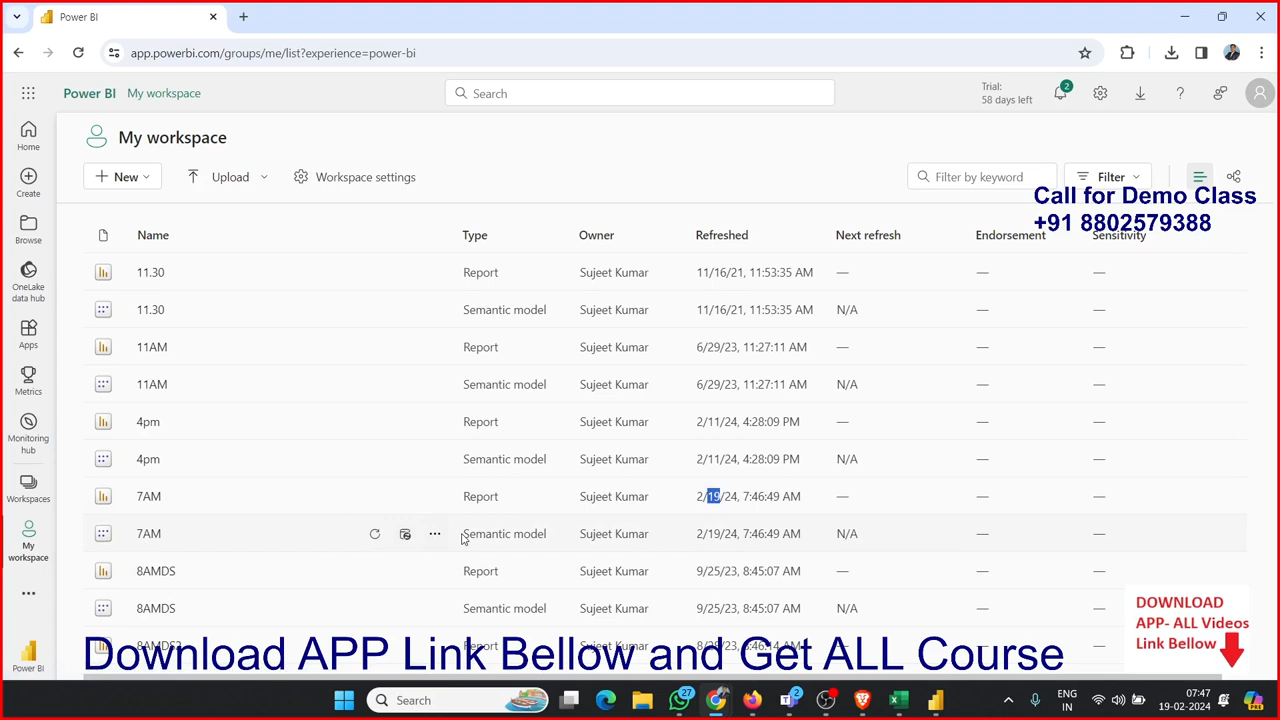 Power BI
app.powerbi.com/groups/me/list?experience=power-bi
Power BI My workspace
Search
Trial:
58 days left
2
Home
Create
Browse
OneLake
data hub
Apps
Metrics
Monitoring
hub
Workspaces
My
workspace
Power BI
My workspace
New Upload Workspace settings
Filter by keyword Filter
Call for Demo Class
+91 8802579388
Name Type Owner Refreshed Next refresh Endorsement Sensitivity
11.30 Report Sujeet Kumar 11/16/21, 11:53:35 AM —  — —
11.30 Semantic model Sujeet Kumar 11/16/21, 11:53:35 AM N/A — —
11AM Report Sujeet Kumar 6/29/23, 11:27:11 AM — — —
11AM Semantic model Sujeet Kumar 6/29/23, 11:27:11 AM N/A — —
4pm Report Sujeet Kumar 2/11/24, 4:28:09 PM — — —
4pm Semantic model Sujeet Kumar 2/11/24, 4:28:09 PM N/A — —
7AM Report Sujeet Kumar 2/19/24, 7:46:49 AM — — —
7AM Semantic model Sujeet Kumar 2/19/24, 7:46:49 AM N/A — —
8AMDS Report Sujeet Kumar 9/25/23, 8:45:07 AM — — —
8AMDS Semantic model Sujeet Kumar 9/25/23, 8:45:07 AM N/A — —
Download APP Link Bellow and Get ALL Course
DOWNLOAD
APP- ALL Videos
Link Bellow
Search
27
2
ENG
IN
07:47
19-02-2024